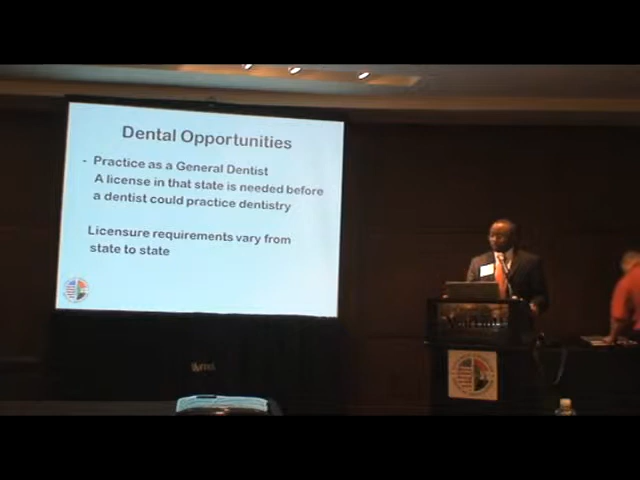 Dental Opportunities
- Practice as a General Dentist
A license in that state is needed before
a dentist could practice dentistry
Licensure requirements vary from
state to state